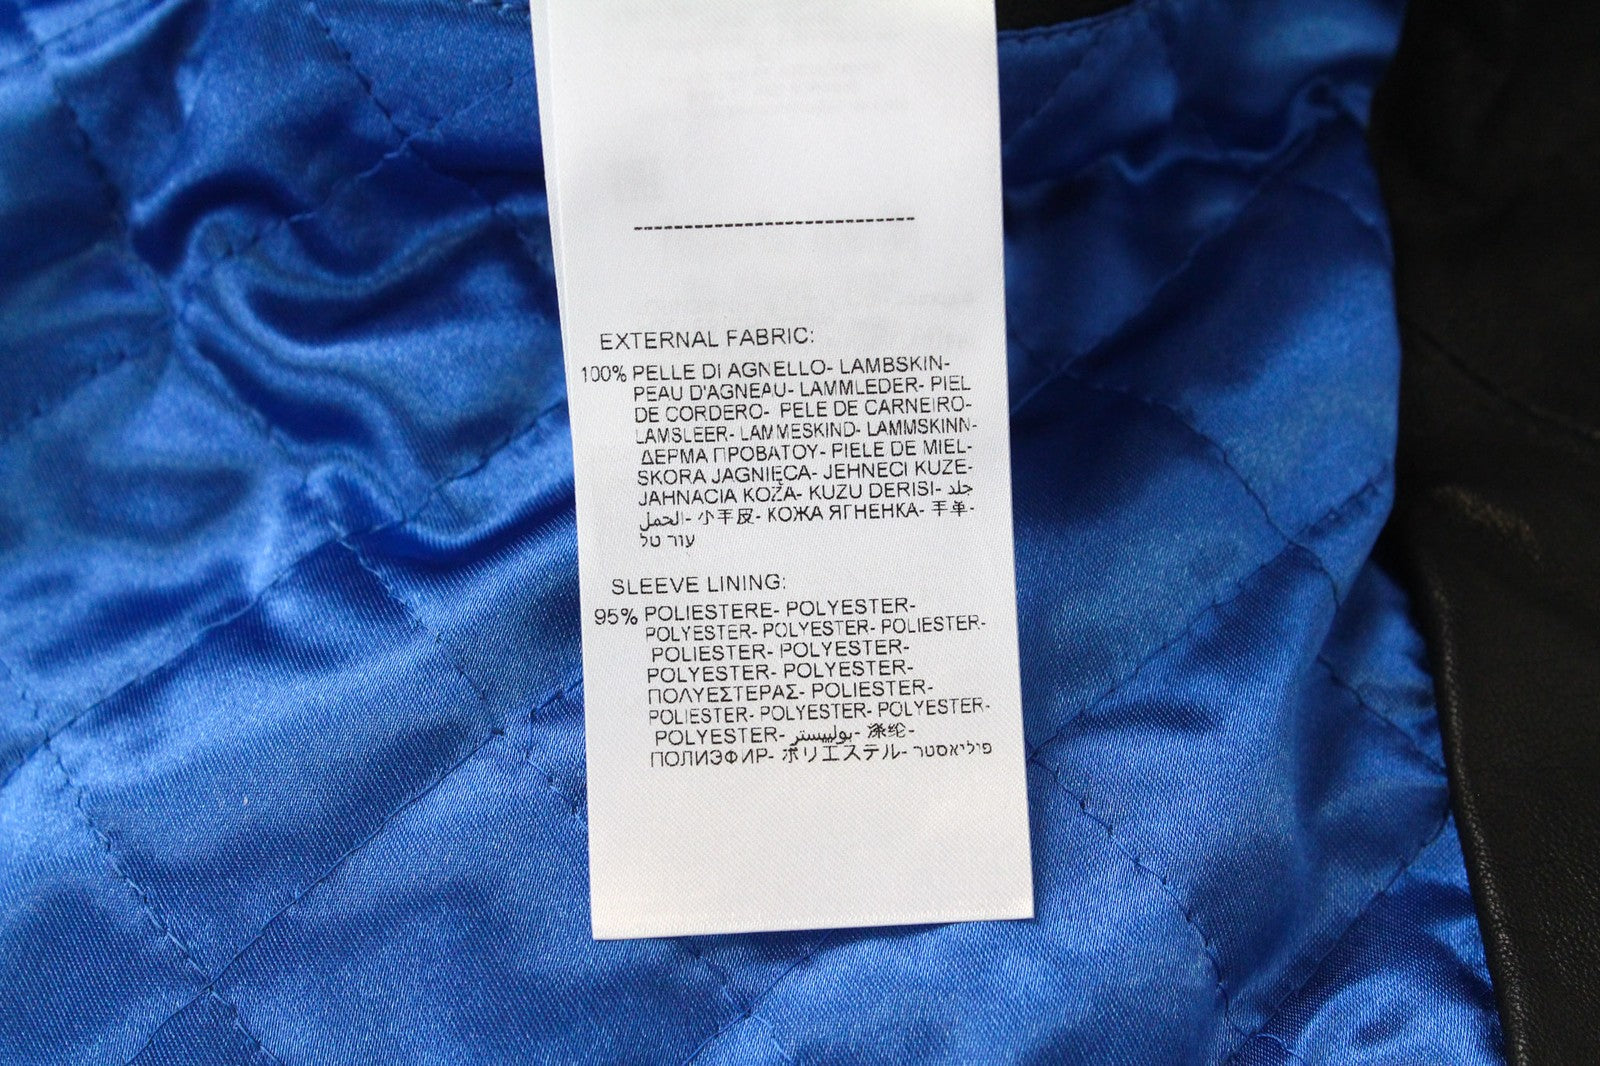 EXTERNAL FABRIC:
100% PELLE DI AGNELLO- LAMBSKIN-
PEAU D'AGNEAU- LAMMLEDER- PIEL
DE CORDERO- PELE DE CARNEIRO-
LAMSLEER- LAMMESKIND- LAMMSKINN-
ΔΕΡΜΑ ΠΡΟΒΑΤΟΥ- PIELE DE MIEL-
SKÓRA JAGNIĘCA- JEHNECI KUZE-
JAHNACIA KOŽA- KUZU DERISI- جلد
الحمل- 小羊皮- КОЖА ЯГНЕНКА- 羊革-
עור טל
SLEEVE LINING:
95% POLIESTERE- POLYESTER-
POLYESTER- POLYESTER- POLIESTER-
POLIESTER- POLYESTER-
POLYESTER- POLYESTER-
ΠΟΛΥΕΣΤΕΡΑΣ- POLIESTER-
POLIESTER- POLYESTER- POLYESTER-
POLYESTER- بوليستر- 涤纶-
ПОЛИЭФИР- ポリエステル- פוליאסטר